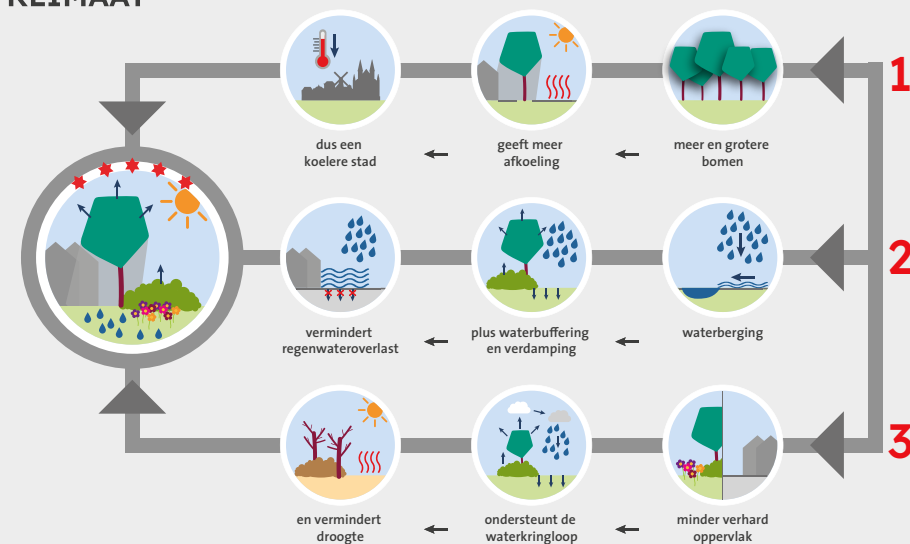 KLIMAAT
1
meer en grotere
bomen
geeft meer
afkoeling
dus een
koelere stad
2
waterberging
plus waterbuffering
en verdamping
vermindert
regenwateroverlast
3
minder verhard
oppervlak
ondersteunt de
waterkringloop
en vermindert
droogte